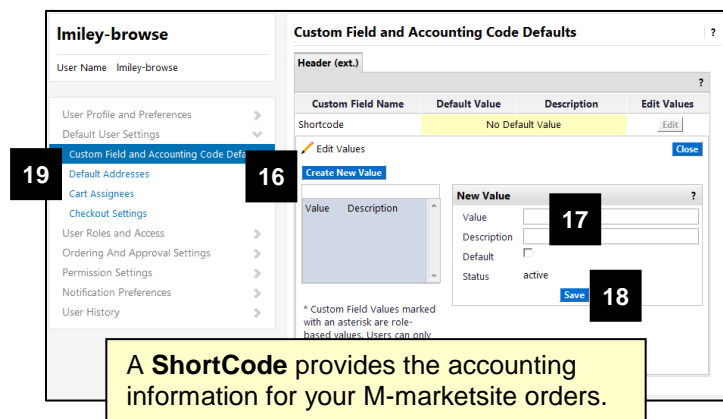 lmiley-browse
User Name lmiley-browse
User Profile and Preferences
Default User Settings
Custom Field and Accounting Code Defa
19
Default Addresses
Cart Assignees
Checkout Settings
User Roles and Access
Ordering And Approval Settings
Permission Settings
Notification Preferences
User History
Custom Field and Accounting Code Defaults ?
Header (ext.)
?
Custom Field Name Default Value Description Edit Values
Shortcode No Default Value Edit
Edit Values Close
16
Create New Value
Value Description
New Value ?
Value
17
Description
Default
Status active
Save
18
* Custom Field Values marked
with an asterisk are role-
based values. Users can only
A ShortCode provides the accounting
information for your M-marketsite orders.